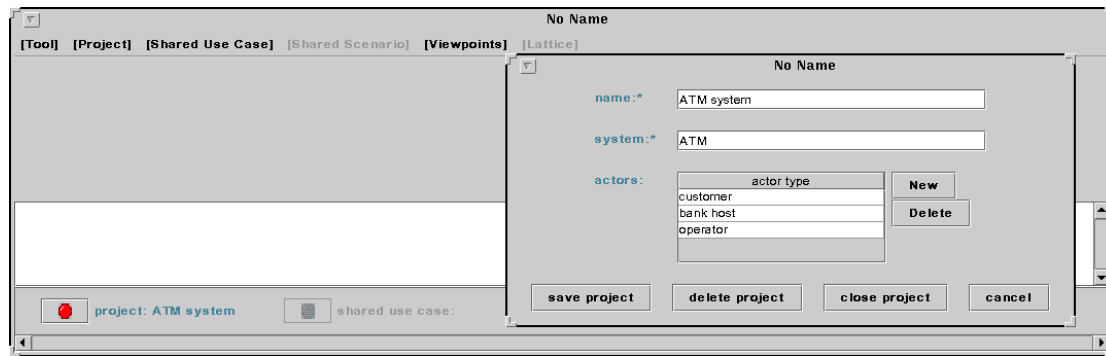 No Name
[Tool] [Project] [Shared Use Case] [Shared Scenario] [Viewpoints] [Lattice]
No Name
name:* ATM system
system:* ATM
actors: actor type New
customer
bank host Delete
operator
save project delete project close project cancel
project: ATM system shared use case: